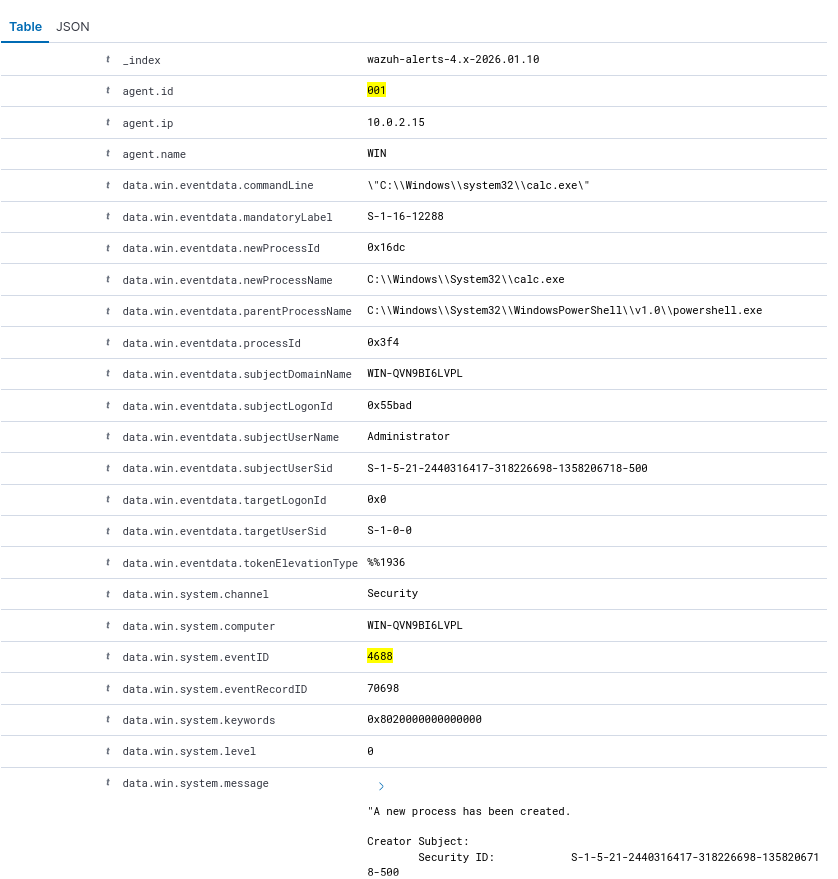 Table JSON
t _index wazuh-alerts-4.x-2026.01.10
t agent.id 001
t agent.ip 10.0.2.15
t agent.name WIN
t data.win.eventdata.commandLine \"C:\\Windows\\system32\\calc.exe\"
t data.win.eventdata.mandatoryLabel S-1-16-12288
t data.win.eventdata.newProcessId 0x16dc
t data.win.eventdata.newProcessName C:\\Windows\\System32\\calc.exe
t data.win.eventdata.parentProcessName C:\\Windows\\System32\\WindowsPowerShell\\v1.0\\powershell.exe
t data.win.eventdata.processId 0x3f4
t data.win.eventdata.subjectDomainName WIN-QVN9BI6LVPL
t data.win.eventdata.subjectLogonId 0x55bad
t data.win.eventdata.subjectUserName Administrator
t data.win.eventdata.subjectUserSid S-1-5-21-2440316417-318226698-1358206718-500
t data.win.eventdata.targetLogonId 0x0
t data.win.eventdata.targetUserSid S-1-0-0
t data.win.eventdata.tokenElevationType %%1936
t data.win.system.channel Security
t data.win.system.computer WIN-QVN9BI6LVPL
t data.win.system.eventID 4688
t data.win.system.eventRecordID 70698
t data.win.system.keywords 0x8020000000000000
t data.win.system.level 0
t data.win.system.message
"A new process has been created.
Creator Subject:
Security ID: S-1-5-21-2440316417-318226698-135820671
8-500